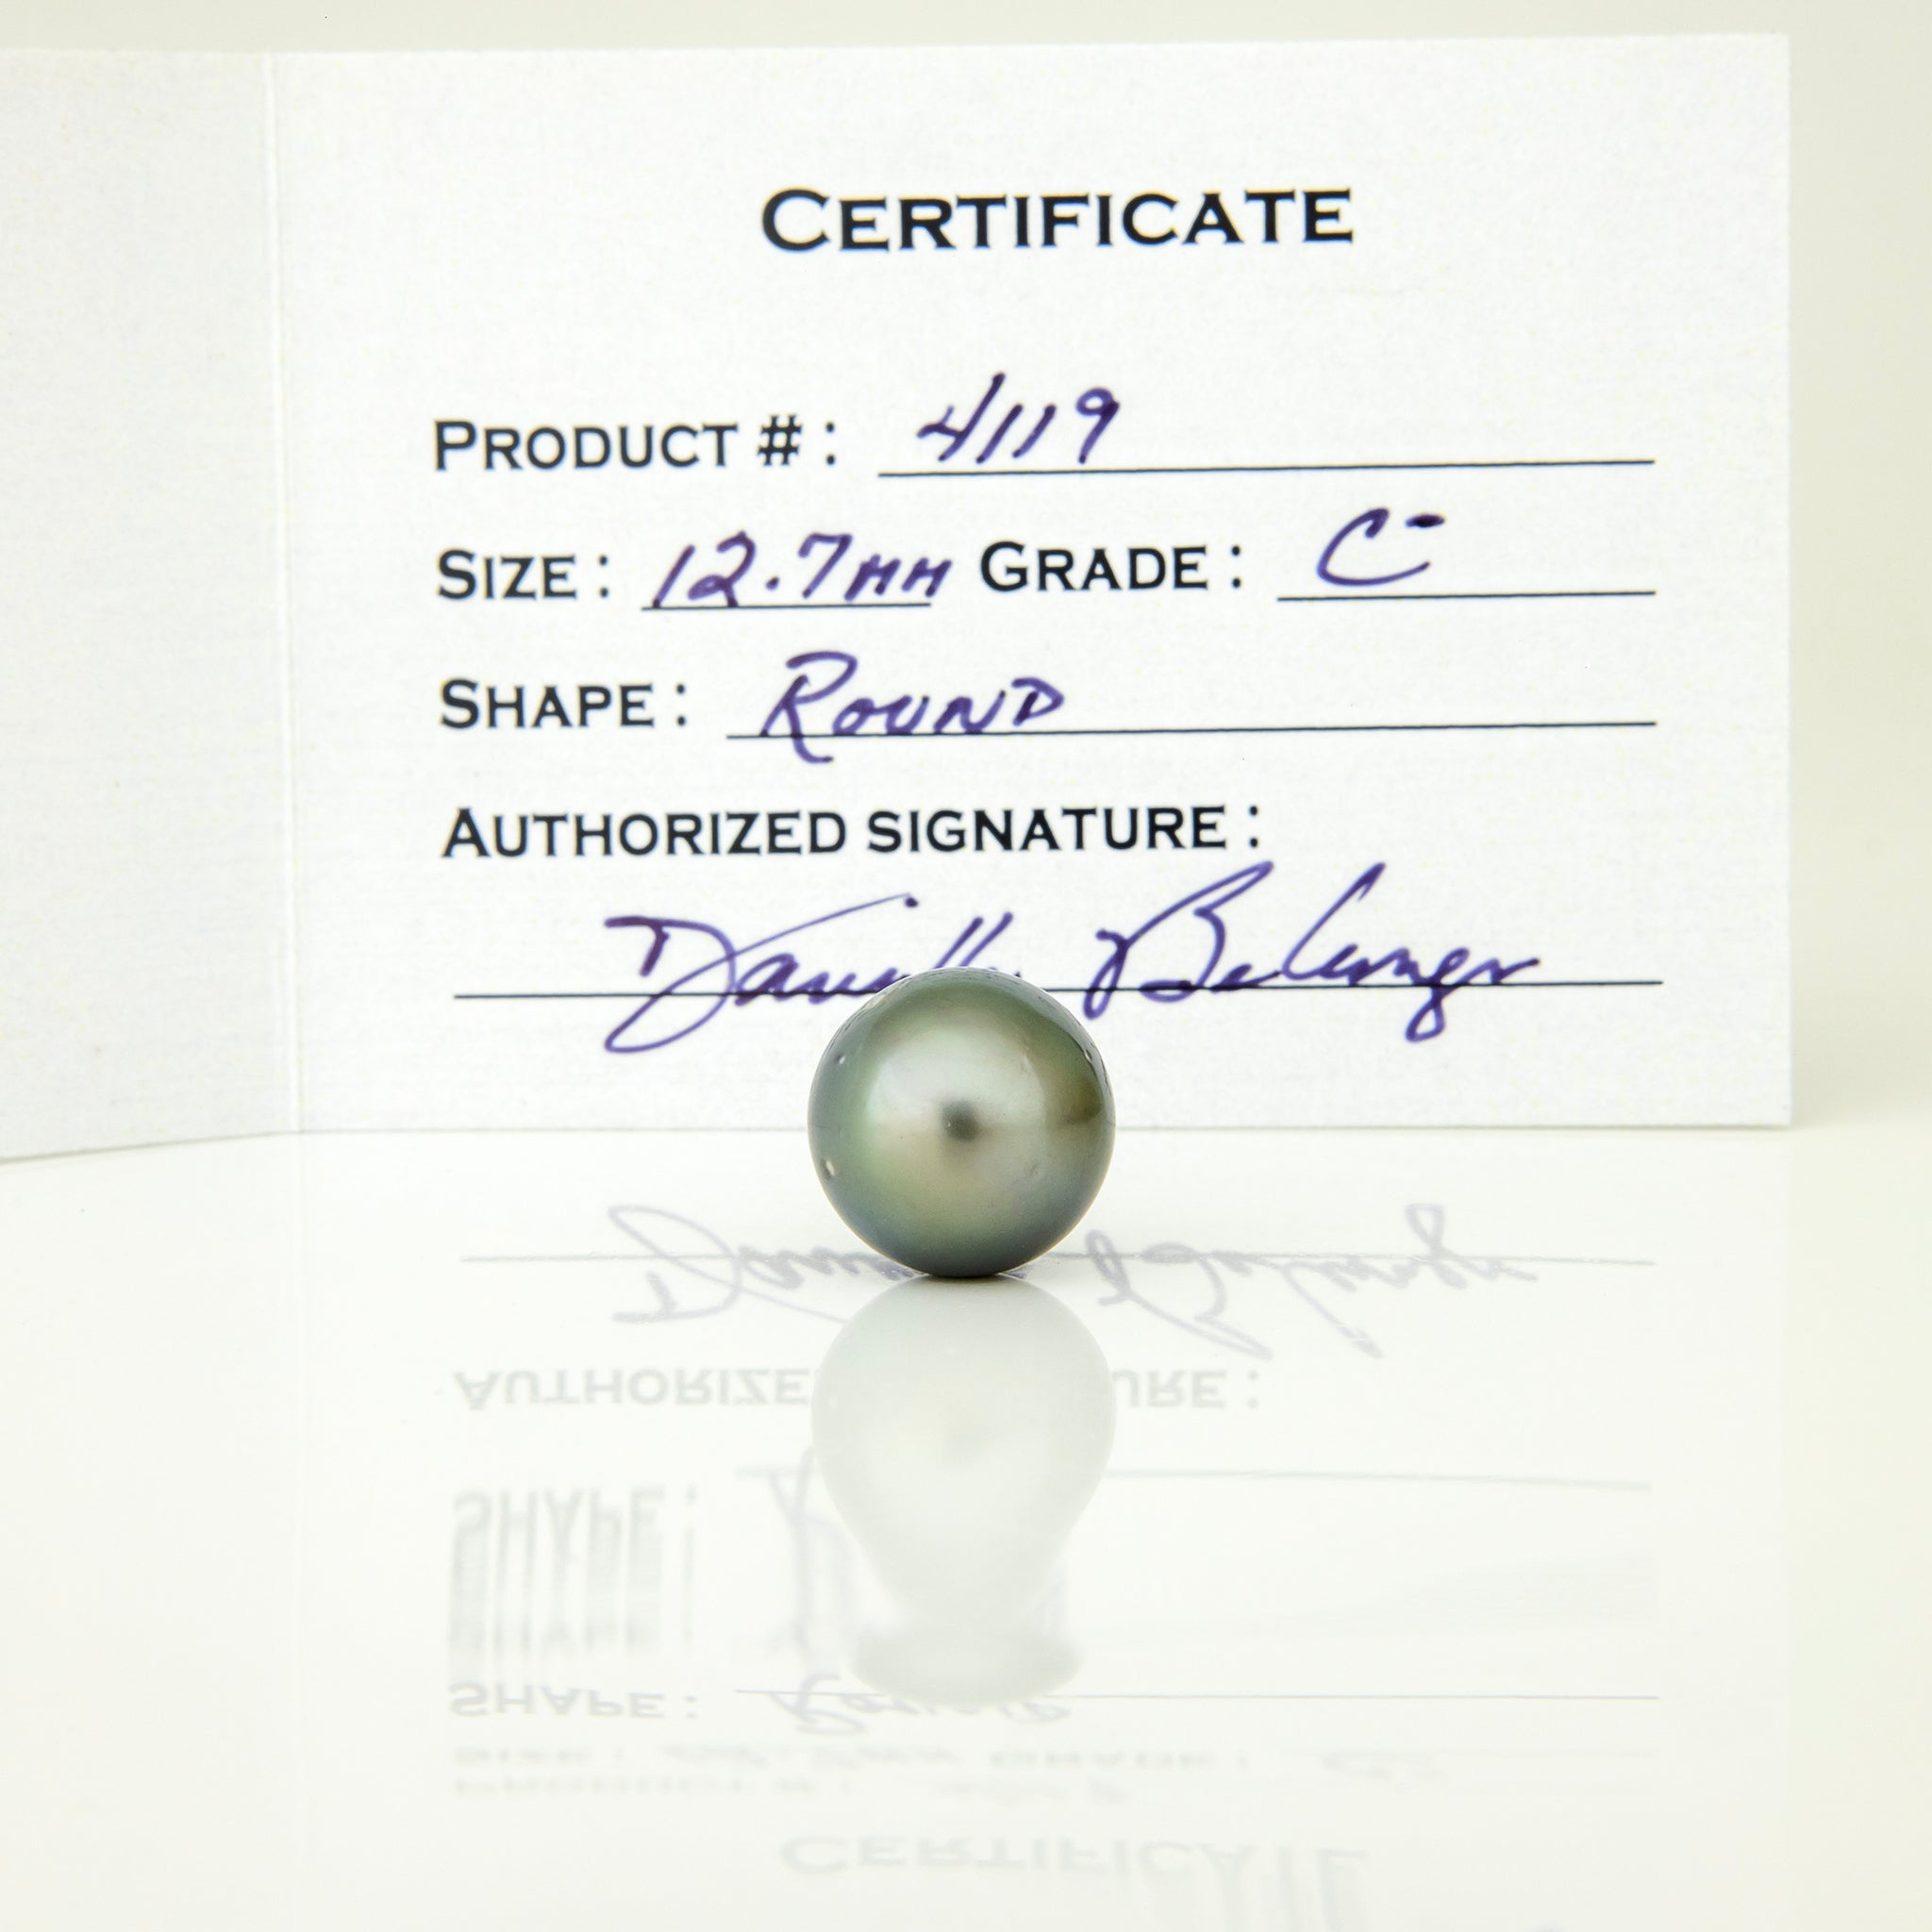 CERTIFICATE
PRODUCT #: 4119
SIZE: 12.7MM GRADE: C-
SHAPE: ROUND
AUTHORIZED SIGNATURE: